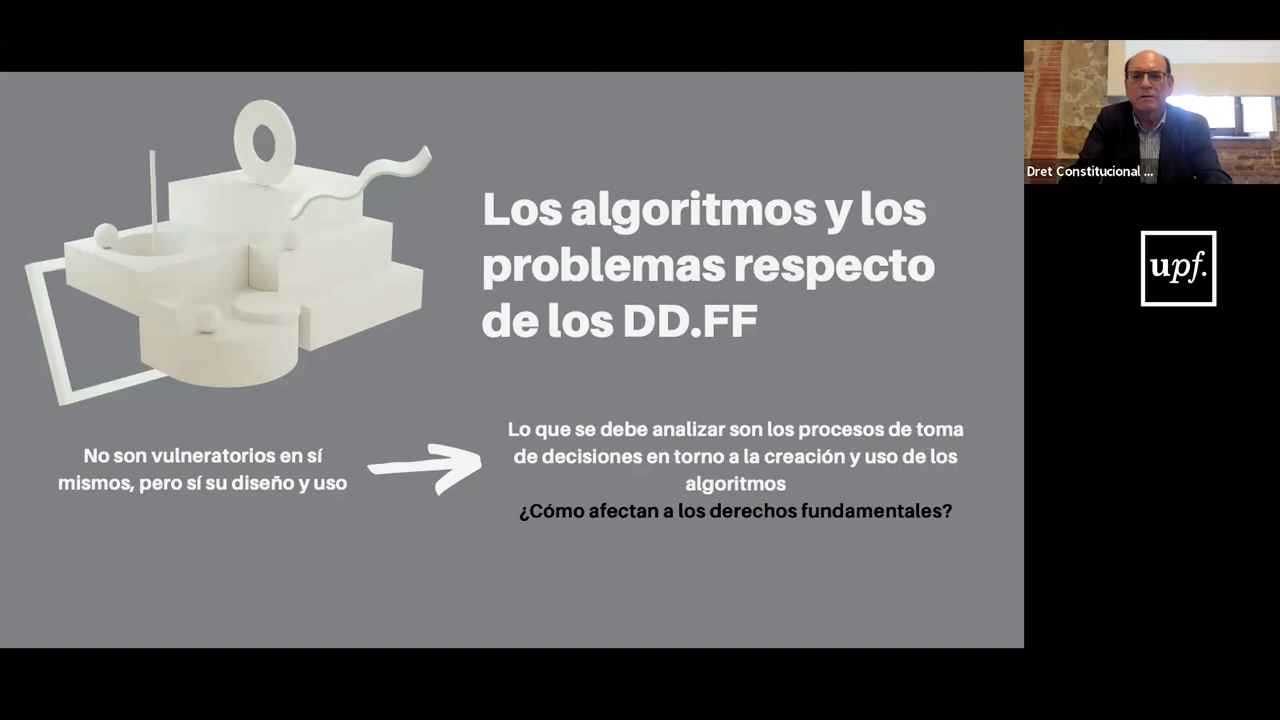 Los algoritmos y los
problemas respecto
de los DD.FF
No son vulneratorios en sí
mismos, pero sí su diseño y uso
Lo que se debe analizar son los procesos de toma
de decisiones en torno a la creación y uso de los
algoritmos
¿Cómo afectan a los derechos fundamentales?
Dret Constitucional ...
upf.